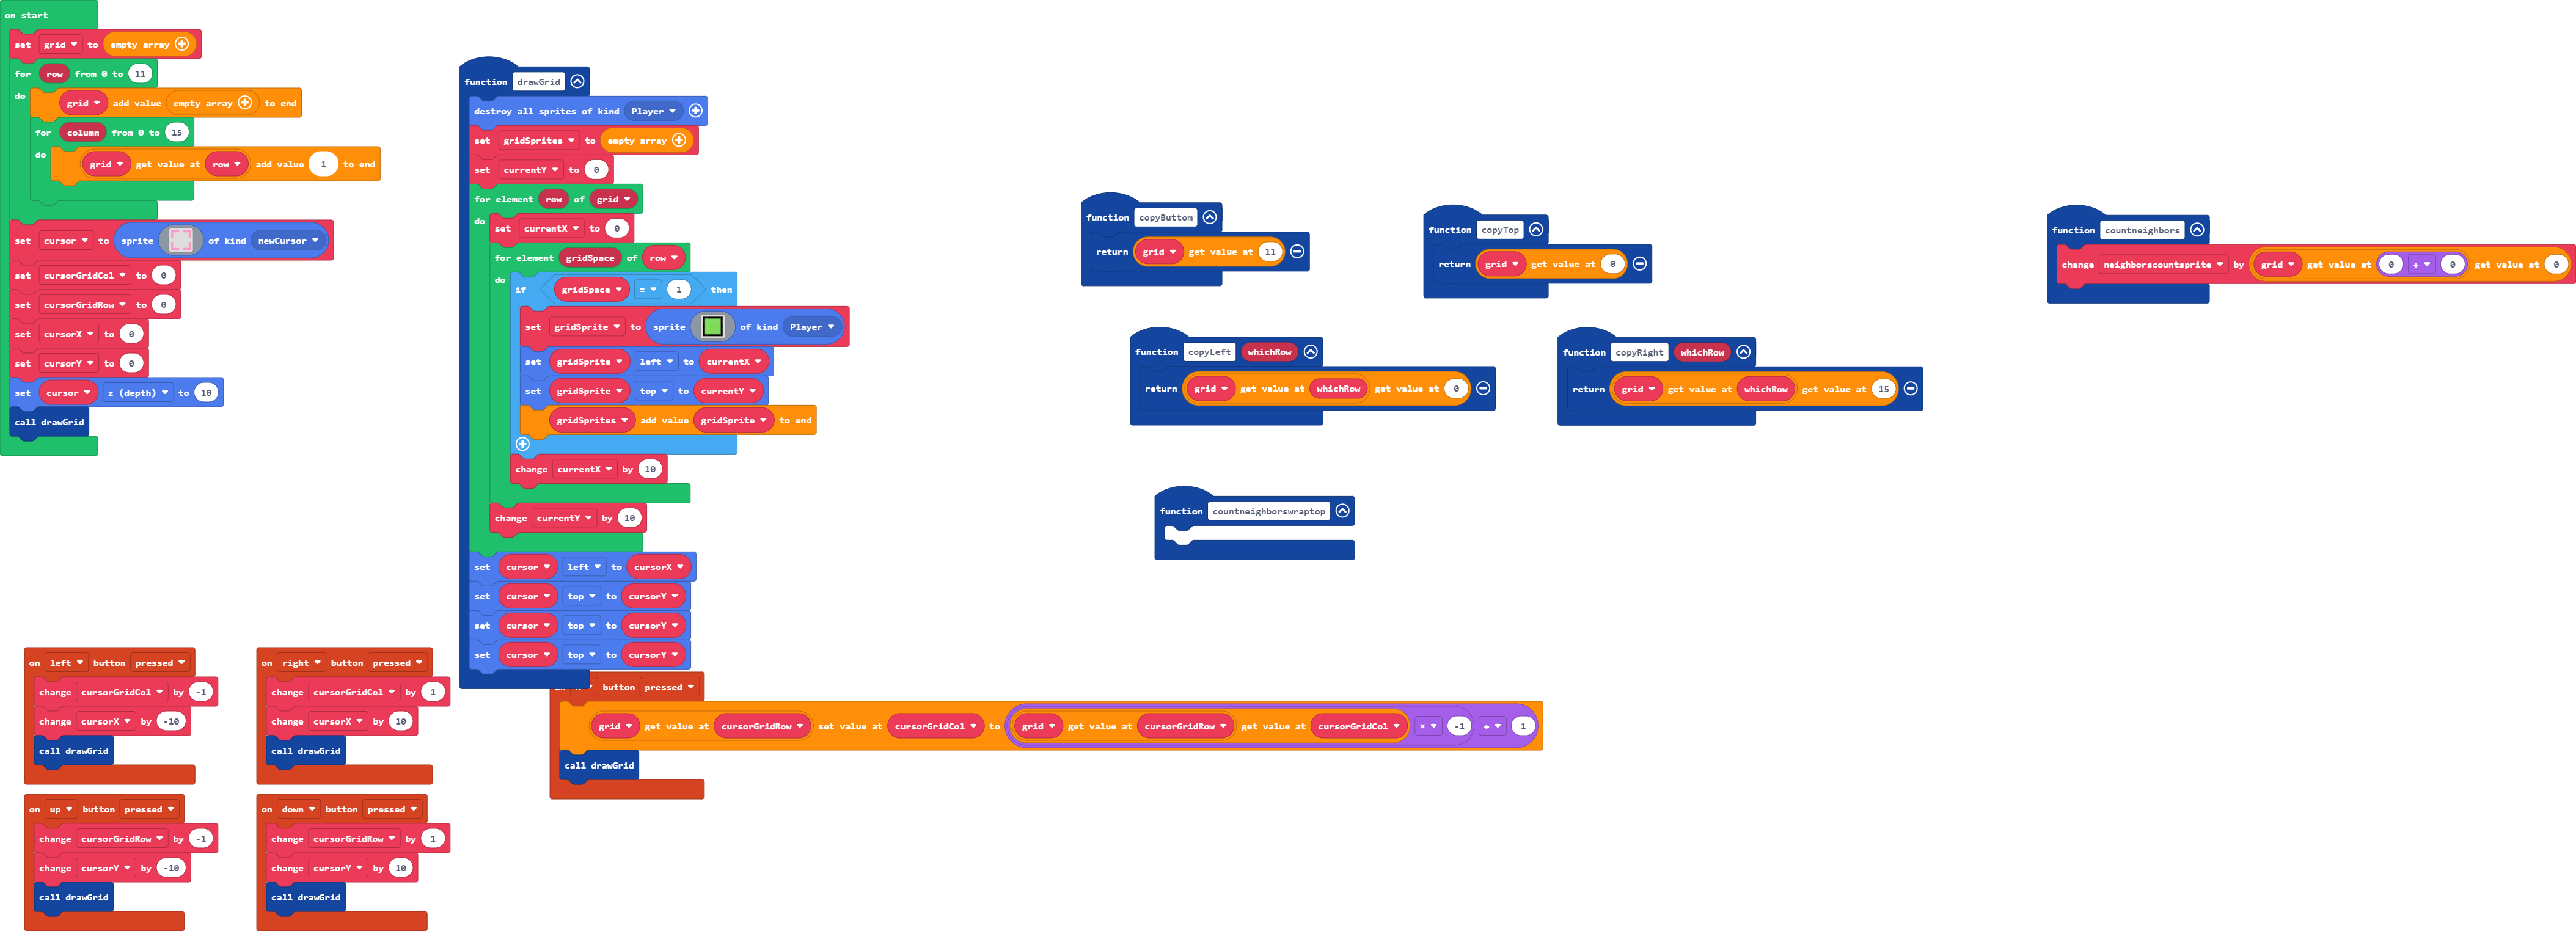 on start
set grid to empty array
for row from 0 to 11
do grid add value empty array to end
for column from 0 to 15
do grid get value at row add value 1 to end
set cursor to sprite of kind newCursor
set cursorGridCol to 0
set cursorGridRow to 0
set cursorX to 0
set cursorY to 0
set cursor z (depth) to 10
call drawGrid
function drawGrid
destroy all sprites of kind Player
set gridSprites to empty array
set currentY to 0
for element row of grid
do set currentX to 0
for element gridSpace of row
do if gridSpace = 1 then
set gridSprite to sprite of kind Player
set gridSprite left to currentX
set gridSprite top to currentY
gridSprites add value gridSprite to end
change currentX by 10
change currentY by 10
set cursor left to cursorX
set cursor top to cursorY
set cursor top to cursorY
set cursor top to cursorY
function copyButtom
return grid get value at 11
function copyTop
return grid get value at 0
function countneighbors
change neighborscountsprite by grid get value at 0 + 0 get value at 0
function copyLeft whichRow
return grid get value at whichRow get value at 0
function copyRight whichRow
return grid get value at whichRow get value at 15
function countneighborswraptop
on left button pressed
change cursorGridCol by -1
change cursorX by -10
call drawGrid
on right button pressed
change cursorGridCol by 1
change cursorX by 10
call drawGrid
button pressed
grid get value at cursorGridRow set value at cursorGridCol to grid get value at cursorGridRow get value at cursorGridCol × -1 + 1
call drawGrid
on up button pressed
change cursorGridRow by -1
change cursorY by -10
call drawGrid
on down button pressed
change cursorGridRow by 1
change cursorY by 10
call drawGrid